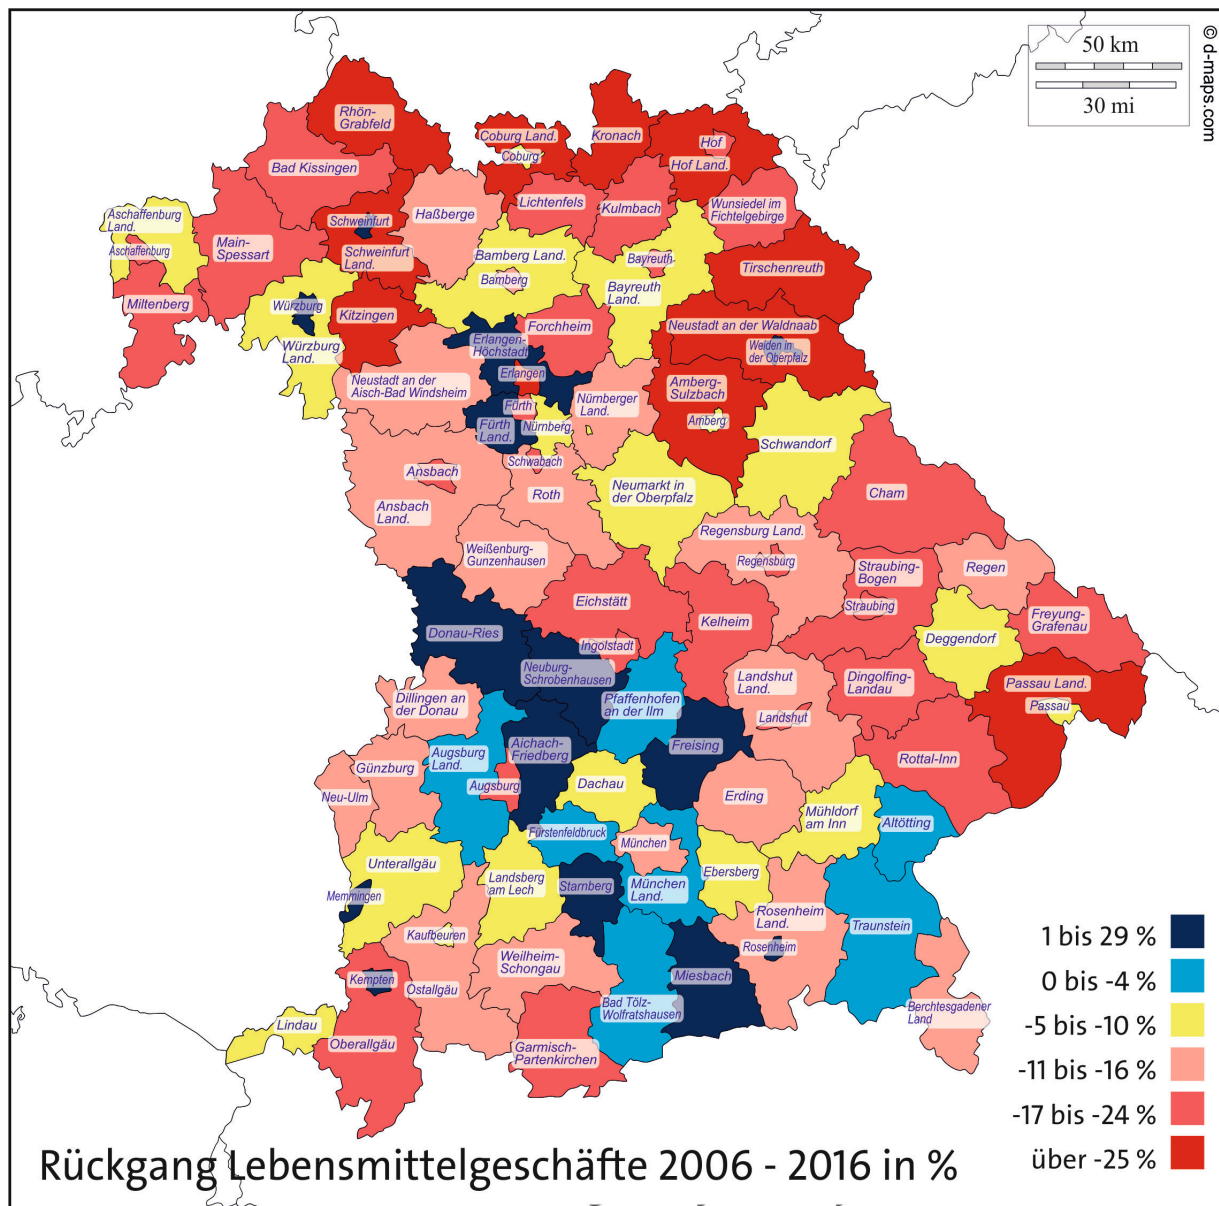 50 km
30 mi
© d-maps.com
Rhön-
Grabfeld
Coburg Land.
Coburg
Kronach
Hof
Hof Land.
Bad Kissingen
Lichtenfels
Kulmbach
Wunsiedel im
Fichtelgebirge
Aschaffenburg
Land.
Aschaffenburg
Main-
Spessart
Schweinfurt
Schweinfurt
Land.
Haßberge
Bamberg Land.
Bamberg
Bayreuth
Bayreuth
Land.
Tirschenreuth
Miltenberg
Würzburg
Würzburg
Land.
Kitzingen
Erlangen-
Höchstadt
Forchheim
Neustadt an der Waldnaab
Weiden in
der Oberpfalz
Neustadt an der
Aisch-Bad Windsheim
Erlangen
Fürth
Fürth
Land.
Nürnberg
Nürnberger
Land.
Amberg-
Sulzbach
Amberg
Schwandorf
Ansbach
Ansbach
Land.
Schwabach
Roth
Neumarkt in
der Oberpfalz
Cham
Weißenburg-
Gunzenhausen
Regensburg Land.
Regensburg
Straubing-
Bogen
Straubing
Regen
Eichstätt
Kelheim
Deggendorf
Freyung-
Grafenau
Donau-Ries
Ingolstadt
Neuburg-
Schrobenhausen
Pfaffenhofen
an der Ilm
Landshut
Land.
Landshut
Dingolfing-
Landau
Passau Land.
Passau
Dillingen an
der Donau
Augsburg
Land.
Aichach-
Friedberg
Freising
Rottal-Inn
Günzburg
Neu-Ulm
Augsburg
Dachau
Erding
Mühldorf
am Inn
Altötting
Fürstenfeldbruck
München
München
Land.
Ebersberg
Unterallgäu
Memmingen
Landsberg
am Lech
Starnberg
Rosenheim
Land.
Rosenheim
Traunstein
Kaufbeuren
Weilheim-
Schongau
Miesbach
Kempten
Ostallgäu
Bad Tölz-
Wolfratshausen
Berchtesgadener
Land
Lindau
Oberallgäu
Garmisch-
Partenkirchen
1 bis 29 %
0 bis -4 %
-5 bis -10 %
-11 bis -16 %
-17 bis -24 %
über -25 %
Rückgang Lebensmittelgeschäfte 2006 - 2016 in %